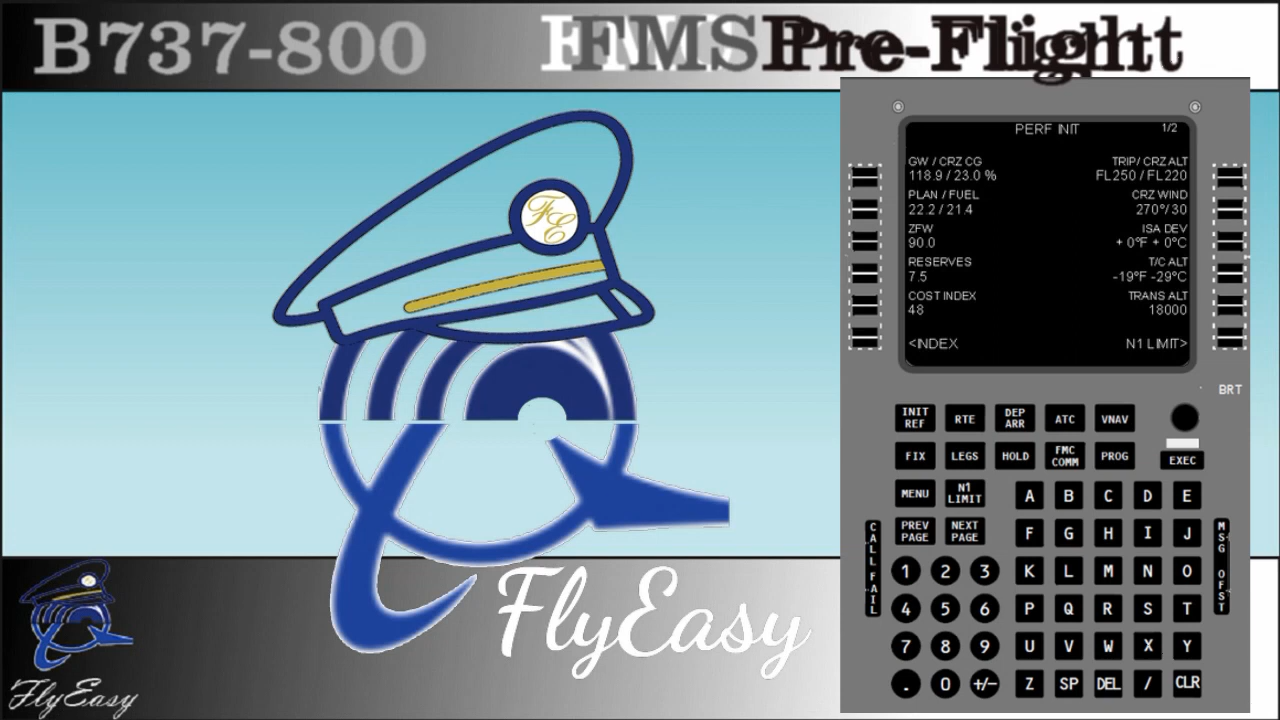 B737-800
FMS Pre-Flight
FE
FlyEasy
FlyEasy
PERF INIT 1/2
GW / CRZ CG TRIP/ CRZ ALT
118.9 / 23.0 % FL250 / FL220
PLAN / FUEL CRZ WIND
22.2 / 21.4 270°/ 30
ZFW ISA DEV
90.0 + 0°F + 0°C
RESERVES T/C ALT
7.5 -19°F -29°C
COST INDEX TRANS ALT
48 18000
<INDEX N1 LIMIT>
BRT
INIT REF RTE DEP ARR ATC VNAV
FIX LEGS HOLD FMC COMM PROG EXEC
MENU N1 LIMIT A B C D E
PREV PAGE NEXT PAGE F G H I J
1 2 3 K L M N O
4 5 6 P Q R S T
7 8 9 U V W X Y
. 0 +/- Z SP DEL / CLR
CALL FAIL
MSG OFST